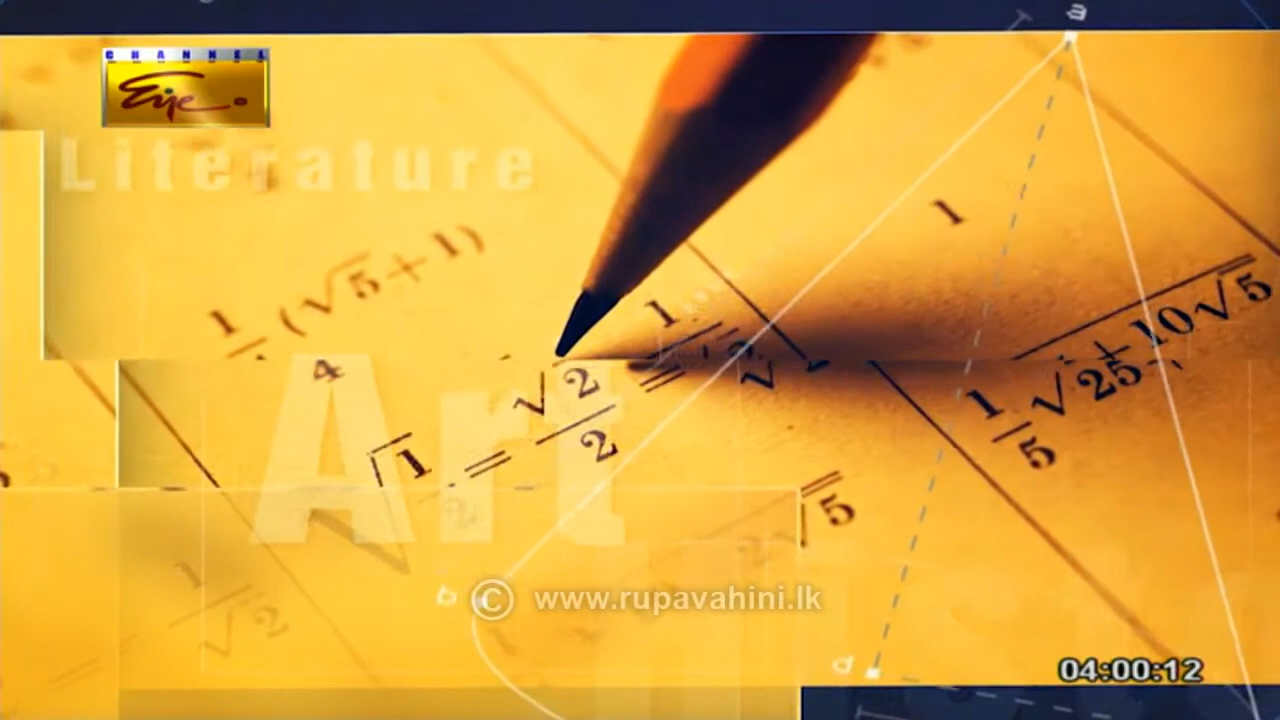 CHANNEL
Eye
Literature
a
1
1/4 (√5+1)
Art
√2/2
1/5 √25+10√5
√5
b
1/√2
© www.rupavahini.lk
d
04:00:12